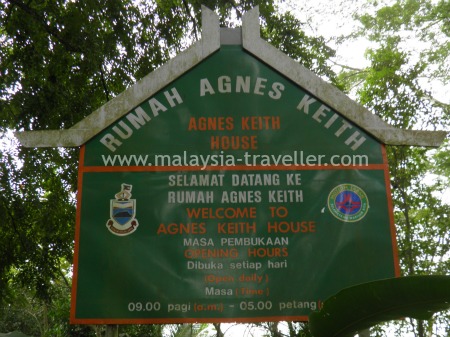 RUMAH AGNES KEITH
AGNES KEITH
HOUSE
www.malaysia-traveller.com
SELAMAT DATANG KE
RUMAH AGNES KEITH
WELCOME TO
AGNES KEITH HOUSE
MASA PEMBUKAAN
OPENING HOURS
Dibuka setiap hari
(Open daily)
Masa (Time)
09.00 pagi (a.m) - 05.00 petang